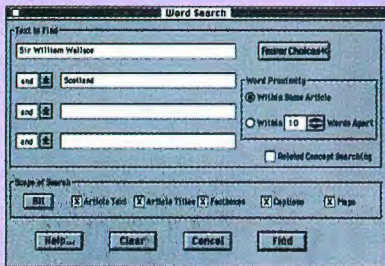 Word Search
Text to Find
Sir William Wallace
Fewer Choices
and Scotland
Word Proximity
Within Same Article
and
Within 10 Words Apart
and
Related Concept Searching
Scope of Search
All Article Text Article Titles Factboxes Captions Maps
Help... Clear Cancel Find